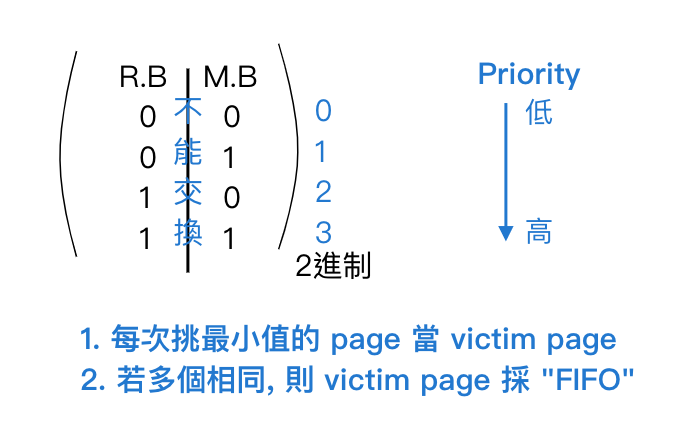 R.B M.B
Priority
0 不 0 0 低
0 能 1 1
1 交 0 2
1 換 1 3 高
2進制
1. 每次挑最小值的 page 當 victim page
2. 若多個相同, 則 victim page 採 "FIFO"